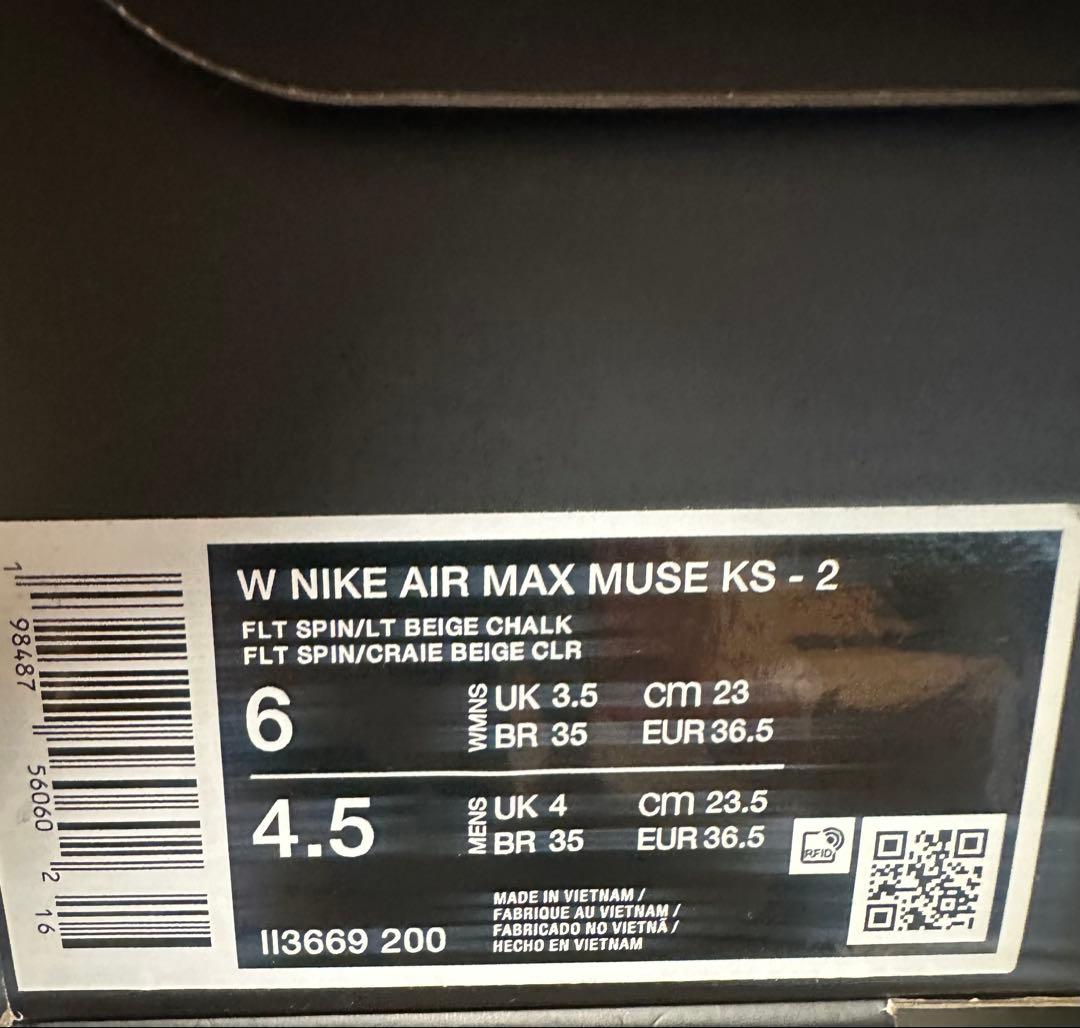 W NIKE AIR MAX MUSE KS - 2
FLT SPIN/LT BEIGE CHALK
FLT SPIN/CRAIE BEIGE CLR
6
WMNS
UK 3.5 cm 23
BR 35 EUR 36.5
4.5
MENS
UK 4 cm 23.5
BR 35 EUR 36.5
RFID
MADE IN VIETNAM /
FABRIQUE AU VIETNAM /
FABRICADO NO VIETNÃ /
HECHO EN VIETNAM
II3669 200
1 98487 56060 2 16